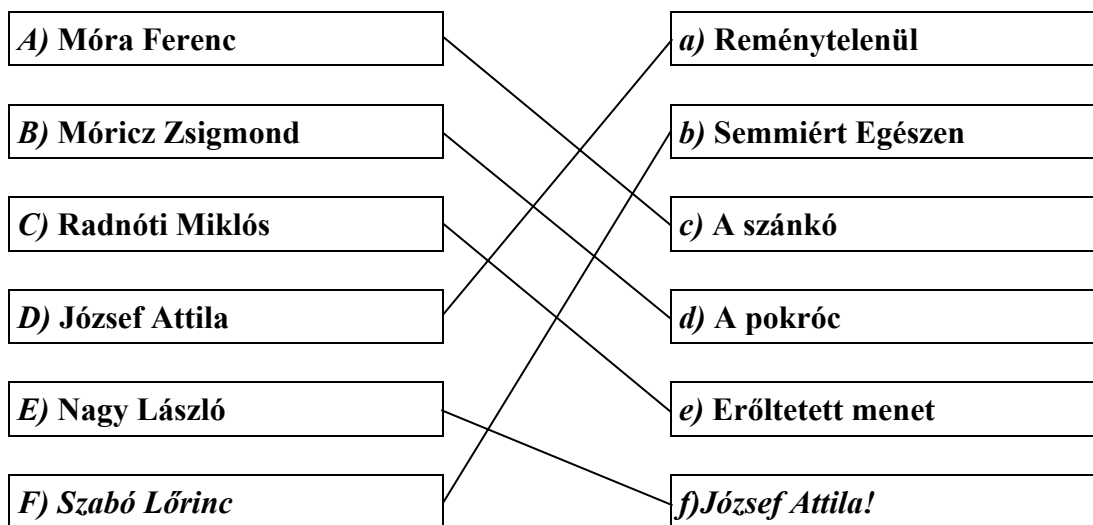 A) Móra Ferenc
a) Reménytelenül
B) Móricz Zsigmond
b) Semmiért Egészen
C) Radnóti Miklós
c) A szánkó
D) József Attila
d) A pokróc
E) Nagy László
e) Erőltetett menet
F) Szabó Lőrinc
f)József Attila!